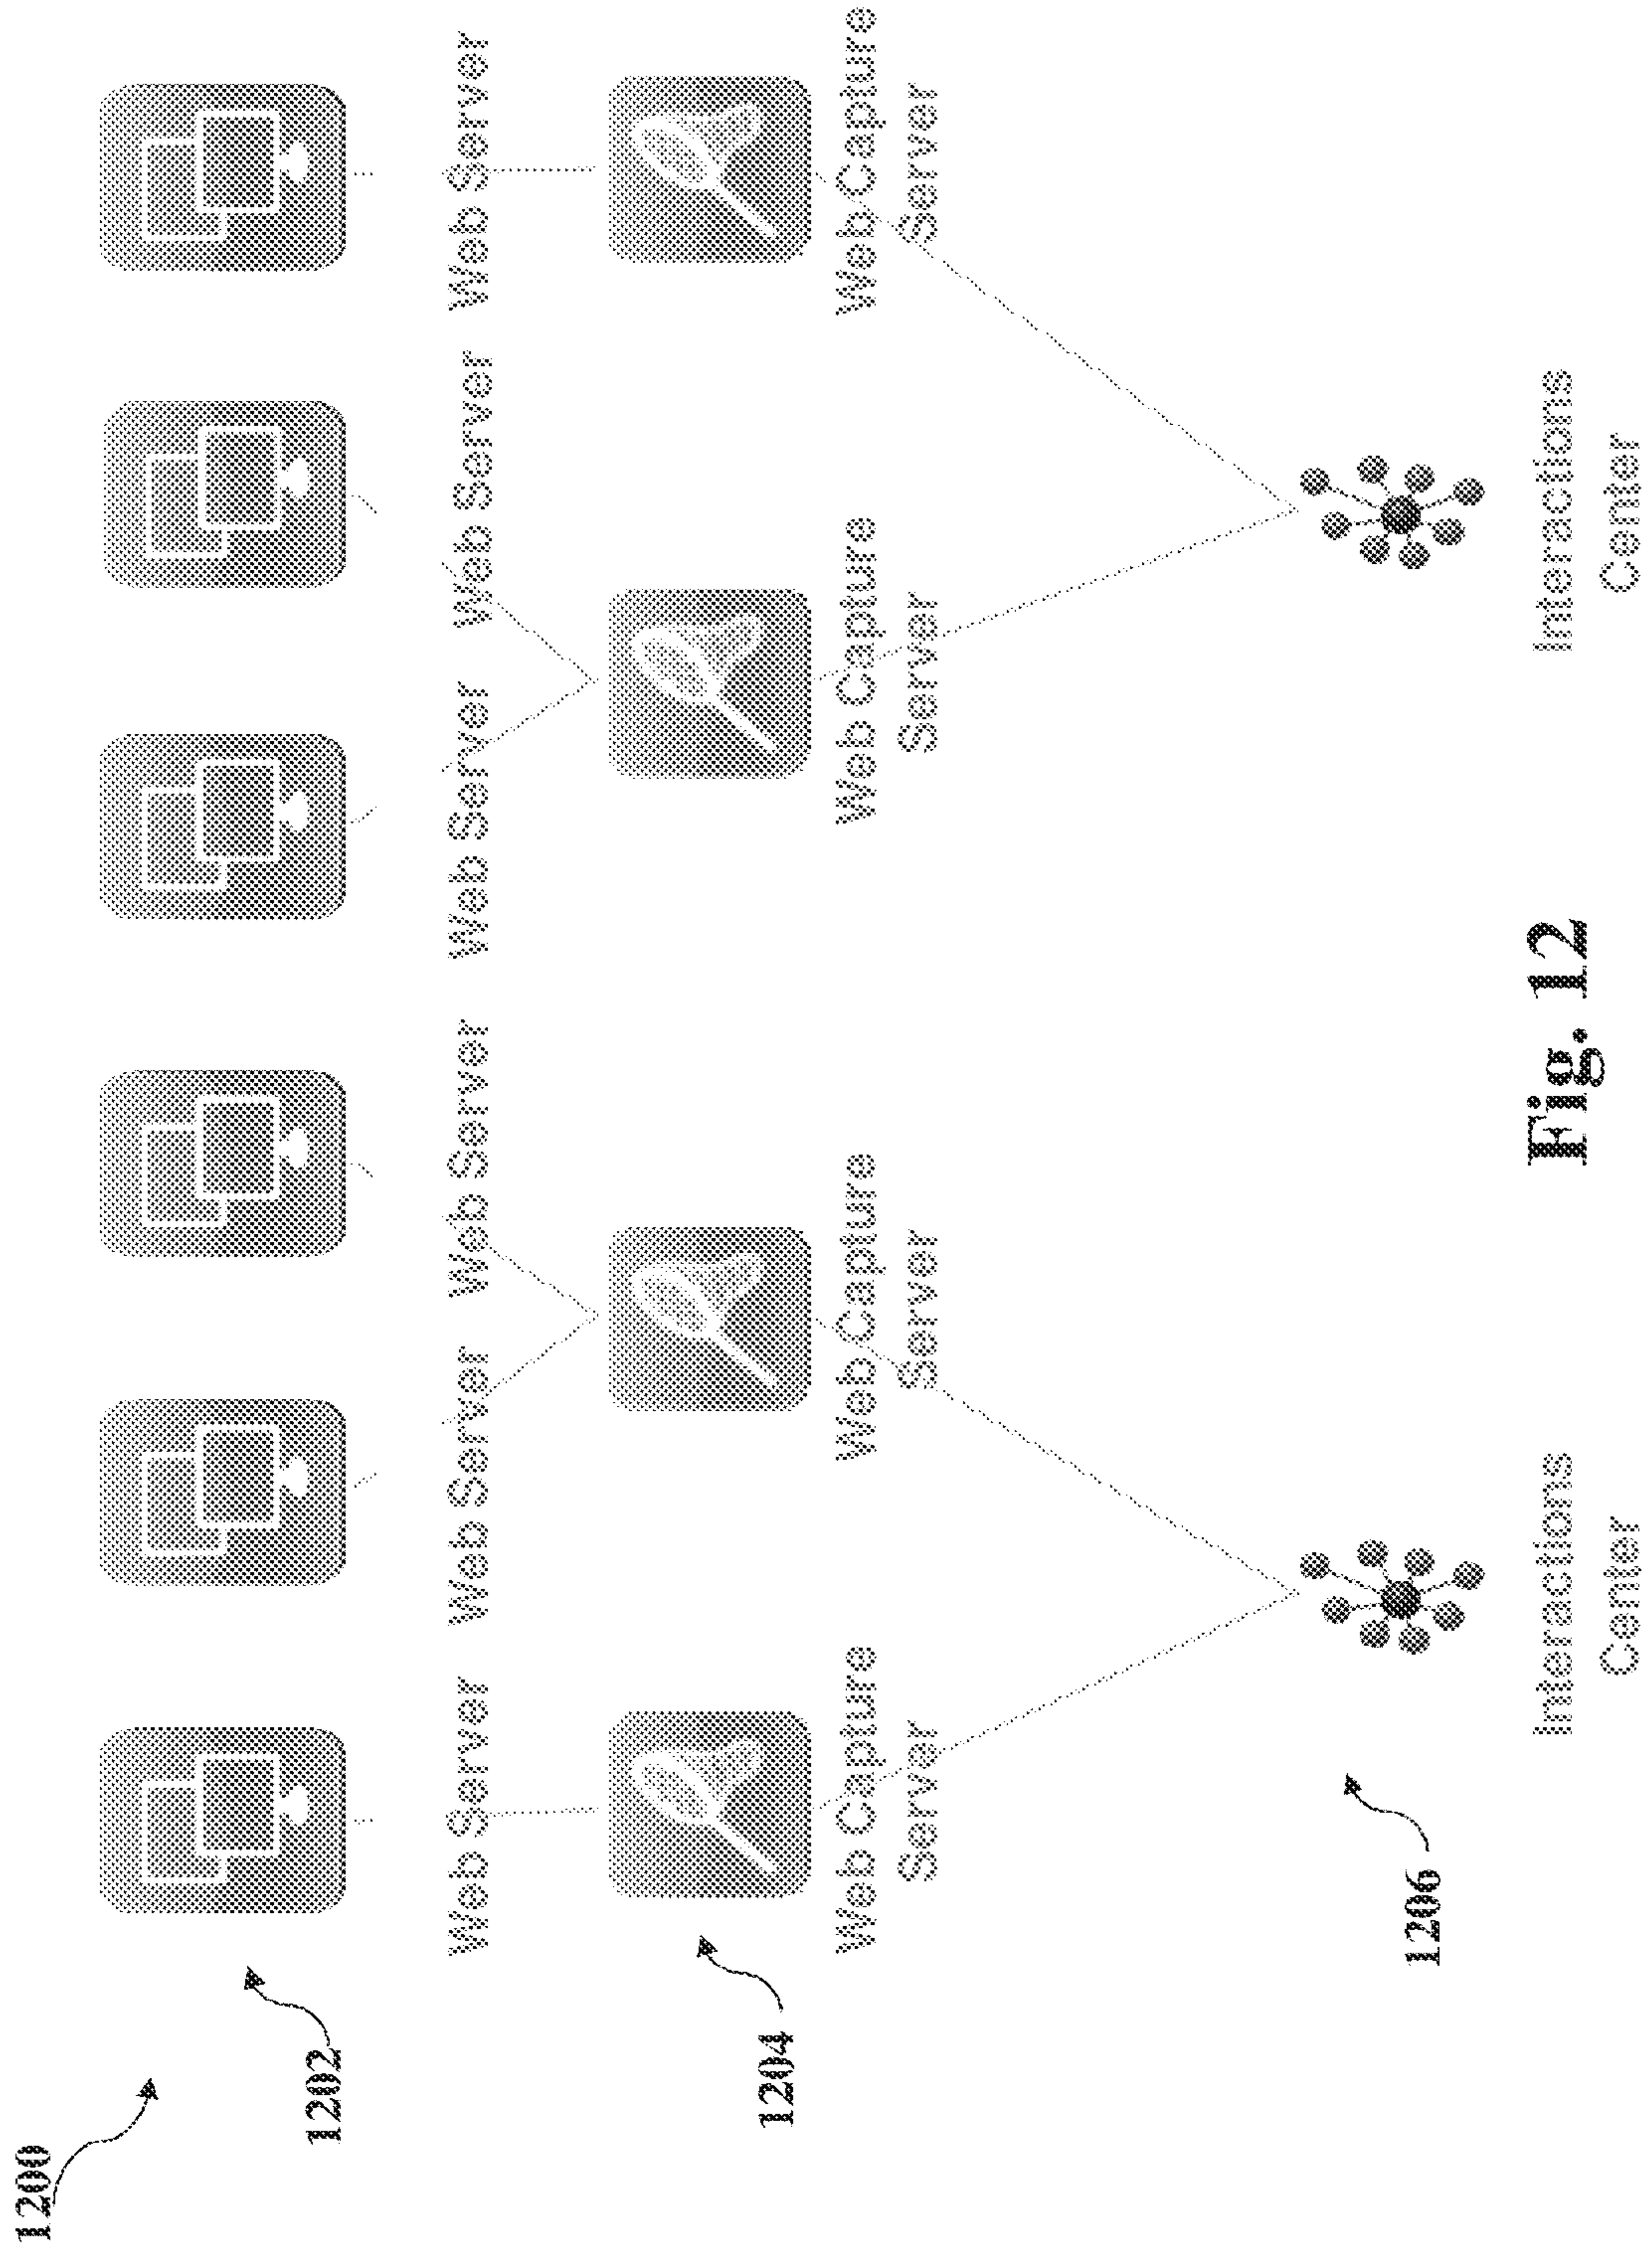 1200
1202
Web Server
Web Server
Web Server
Web Server
Web Server
Web Server
1204
Web Capture
Server
Web Capture
Server
Web Capture
Server
Web Capture
Server
1206
Interactions
Center
Interactions
Center
Fig. 12